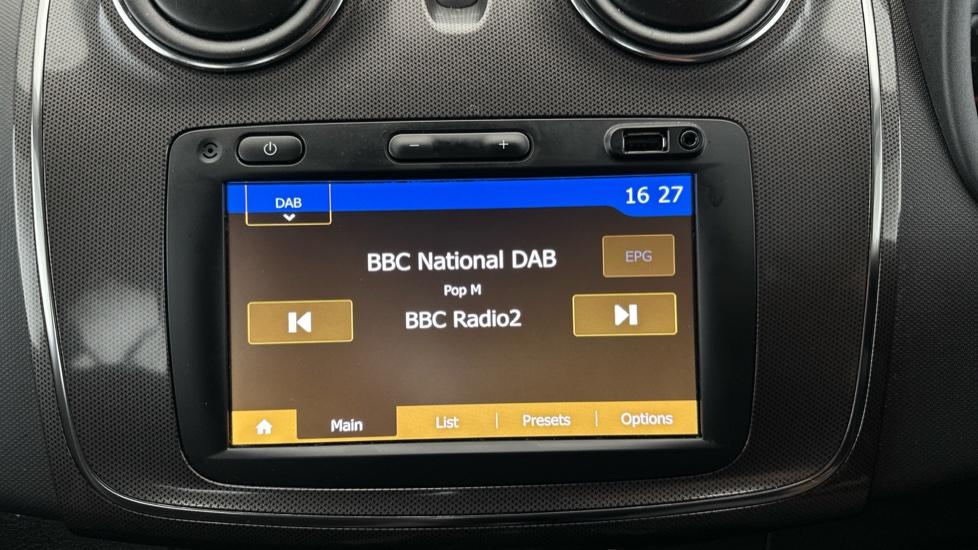 DAB
16 27
BBC National DAB
EPG
Pop M
BBC Radio2
Main
List
Presets
Options